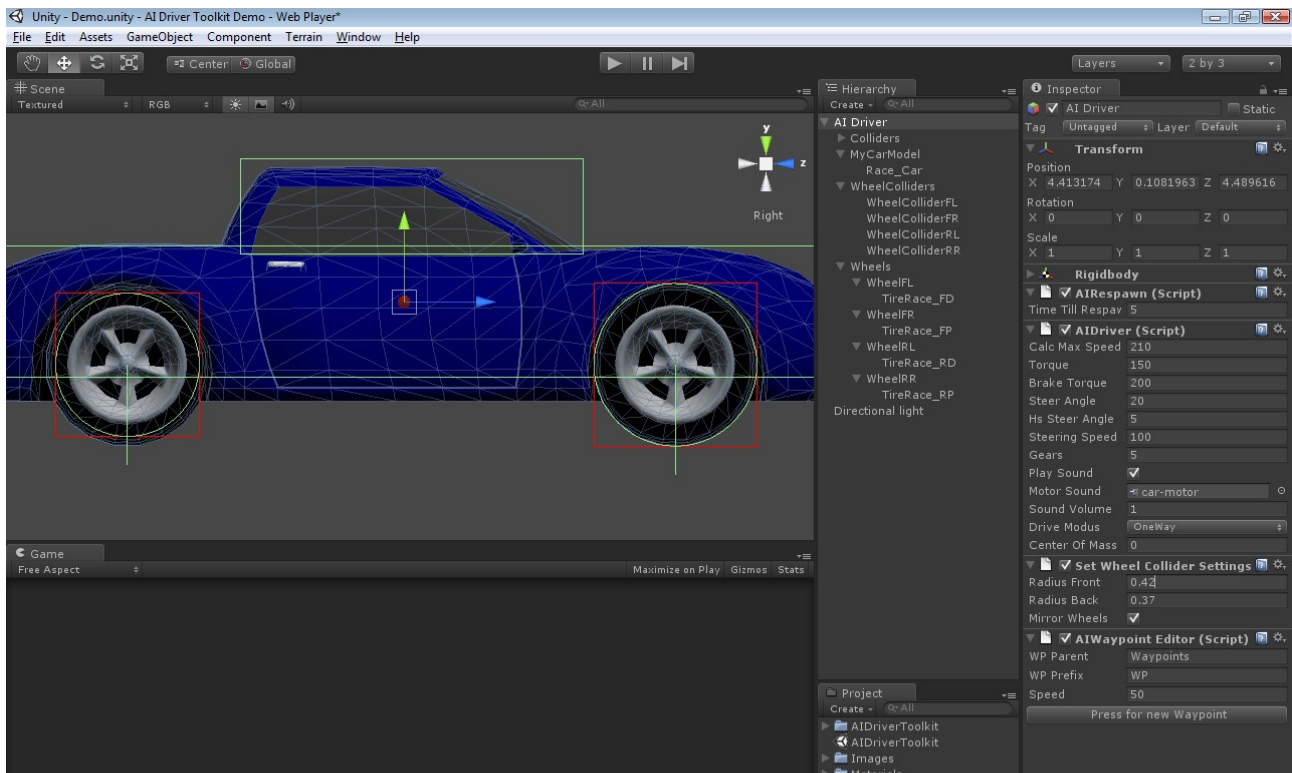 Unity - Demo.unity - AI Driver Toolkit Demo - Web Player*
File Edit Assets GameObject Component Terrain Window Help
Center Global
Layers 2 by 3
Scene
Textured RGB All
y
z
Right
Game
Free Aspect Maximize on Play Gizmos Stats
Hierarchy
Create All
AI Driver
Colliders
MyCarModel
Race_Car
WheelColliders
WheelColliderFL
WheelColliderFR
WheelColliderRL
WheelColliderRR
Wheels
WheelFL
TireRace_FD
WheelFR
TireRace_FP
WheelRL
TireRace_RD
WheelRR
TireRace_RP
Directional light
Project
Create All
AIDriverToolkit
AIDriverToolkit
Images
Materials
Inspector
AI Driver Static
Tag Untagged Layer Default
Transform
Position
X 4.413174 Y 0.1081963 Z 4.489616
Rotation
X 0 Y 0 Z 0
Scale
X 1 Y 1 Z 1
Rigidbody
AIRespawn (Script)
Time Till Respav 5
AIDriver (Script)
Calc Max Speed 210
Torque 150
Brake Torque 200
Steer Angle 20
Hs Steer Angle 5
Steering Speed 100
Gears 5
Play Sound
Motor Sound car-motor
Sound Volume 1
Drive Modus OneWay
Center Of Mass 0
Set Wheel Collider Settings
Radius Front 0.42
Radius Back 0.37
Mirror Wheels
AIWaypoint Editor (Script)
WP Parent Waypoints
WP Prefix WP
Speed 50
Press for new Waypoint